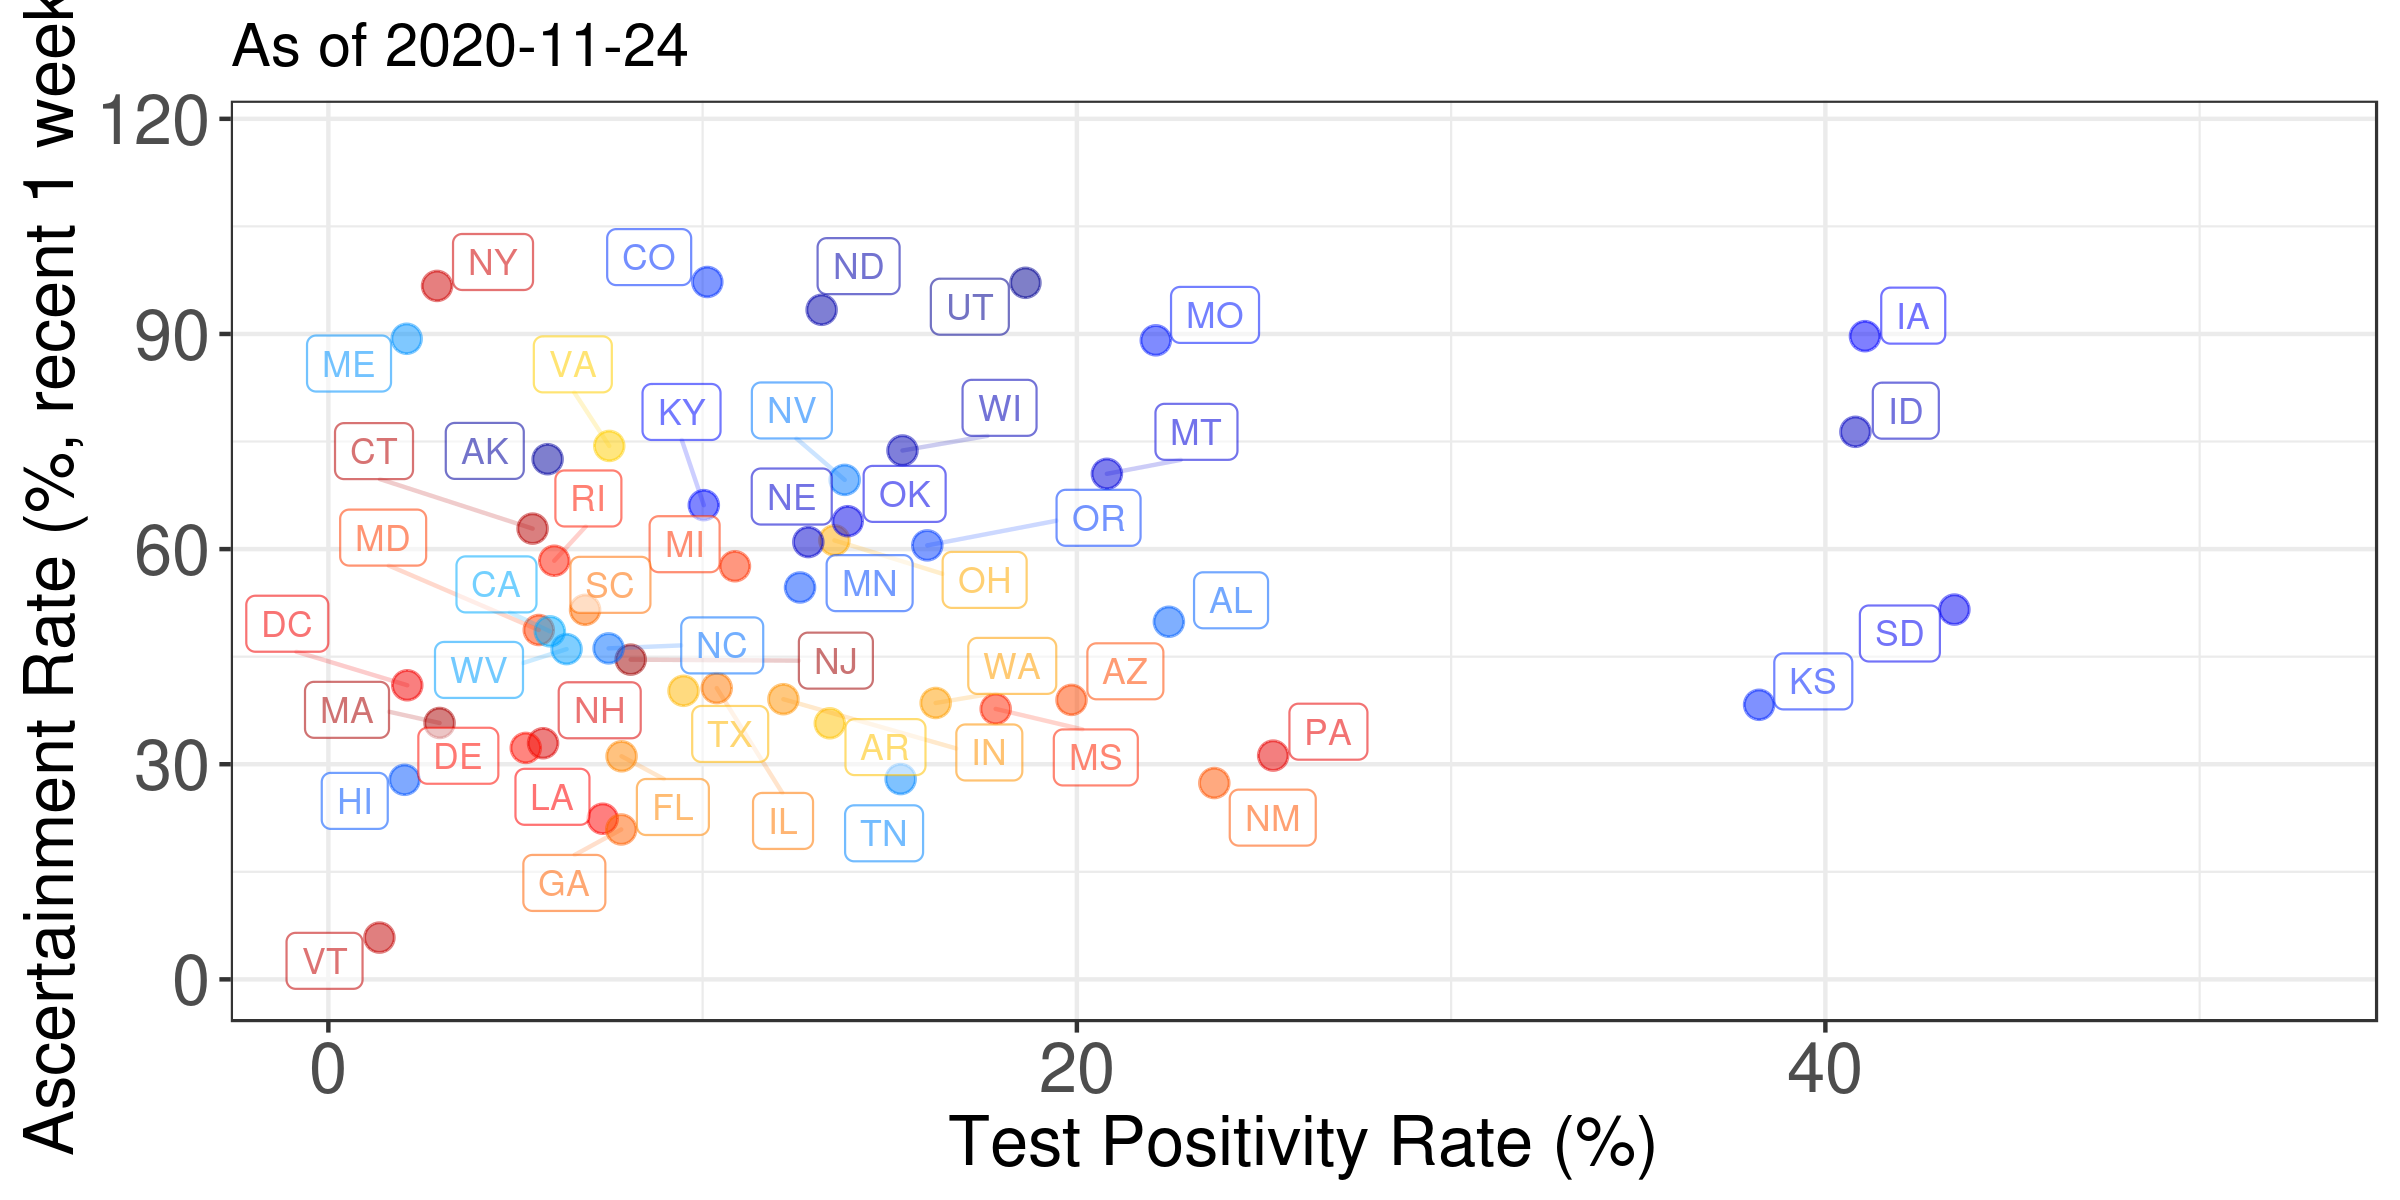 As of 2020-11-24
Ascertainment Rate (%, recent 1 week
120
90
60
30
0
NY
CO
ND
UT
MO
IA
ME
VA
KY
NV
WI
MT
ID
CT
AK
RI
NE
OK
OR
MD
MI
CA
SC
MN
OH
AL
DC
WV
NC
NJ
WA
AZ
SD
KS
MA
NH
TX
AR
IN
MS
PA
DE
HI
LA
FL
IL
TN
NM
GA
VT
0
20
40
Test Positivity Rate (%)